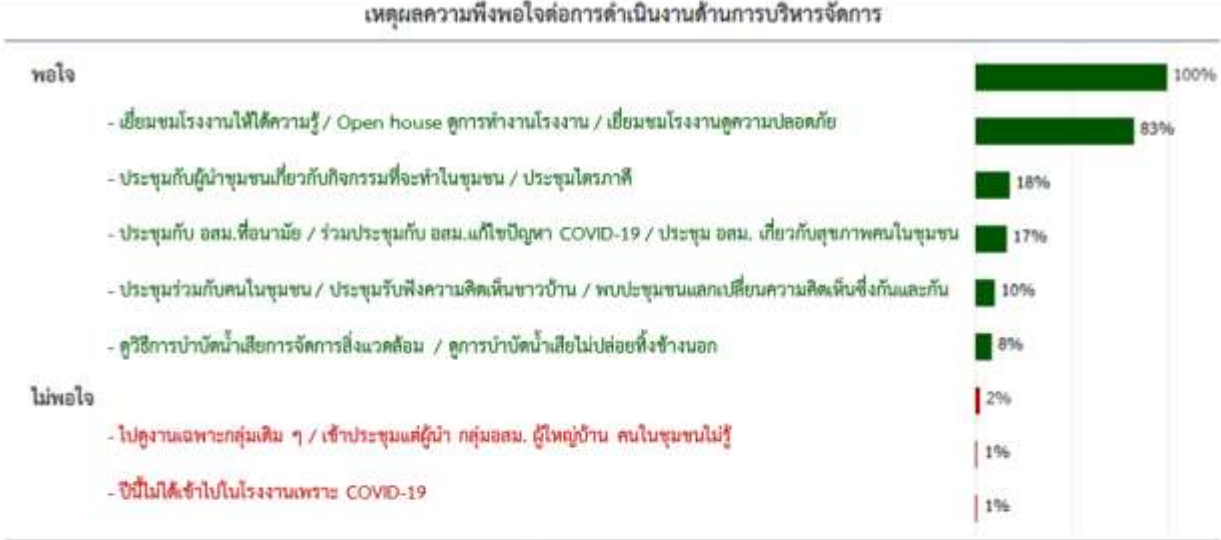 เหตุผลความพึงพอใจต่อการดำเนินงานด้านการบริหารจัดการ
พอใจ 100%
- เยี่ยมชมโรงงานให้ได้ความรู้ / Open house ดูการทำงานโรงงาน / เยี่ยมชมโรงงานดูความปลอดภัย 83%
- ประชุมกับผู้นำชุมชนเกี่ยวกับกิจกรรมที่จะทำในชุมชน / ประชุมไตรภาคี 18%
- ประชุมกับ อสม.ที่อนามัย / ร่วมประชุมกับ อสม.แก้ไขปัญหา COVID-19 / ประชุม อสม. เกี่ยวกับสุขภาพคนในชุมชน 17%
- ประชุมร่วมกับคนในชุมชน / ประชุมรับฟังความคิดเห็นชาวบ้าน / พบปะชุมชนแลกเปลี่ยนความคิดเห็นซึ่งกันและกัน 10%
- ดูวิธีการบำบัดน้ำเสียการจัดการสิ่งแวดล้อม / ดูการบำบัดน้ำเสียไม่ปล่อยทิ้งข้างนอก 8%
ไม่พอใจ 2%
- ไปดูงานเฉพาะกลุ่มเดิม ๆ / เข้าประชุมแต่ผู้นำ กลุ่มอสม. ผู้ใหญ่บ้าน คนในชุมชนไม่รู้ 1%
- ปีนี้ไม่ได้เข้าไปในโรงงานเพราะ COVID-19 1%